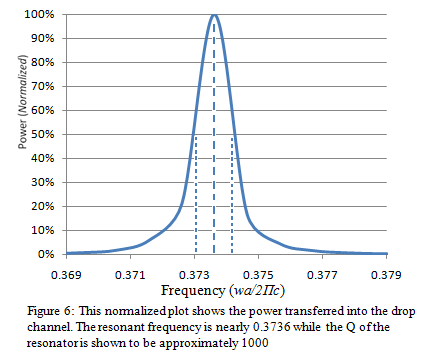 100%
90%
80%
70%
60%
50%
40%
30%
20%
10%
0%
Power (Normalized)
0.369 0.371 0.373 0.375 0.377 0.379
Frequency (wa/2Πc)
Figure 6: This normalized plot shows the power transferred into the drop
channel. The resonant frequency is nearly 0.3736 while the Q of the
resonator is shown to be approximately 1000